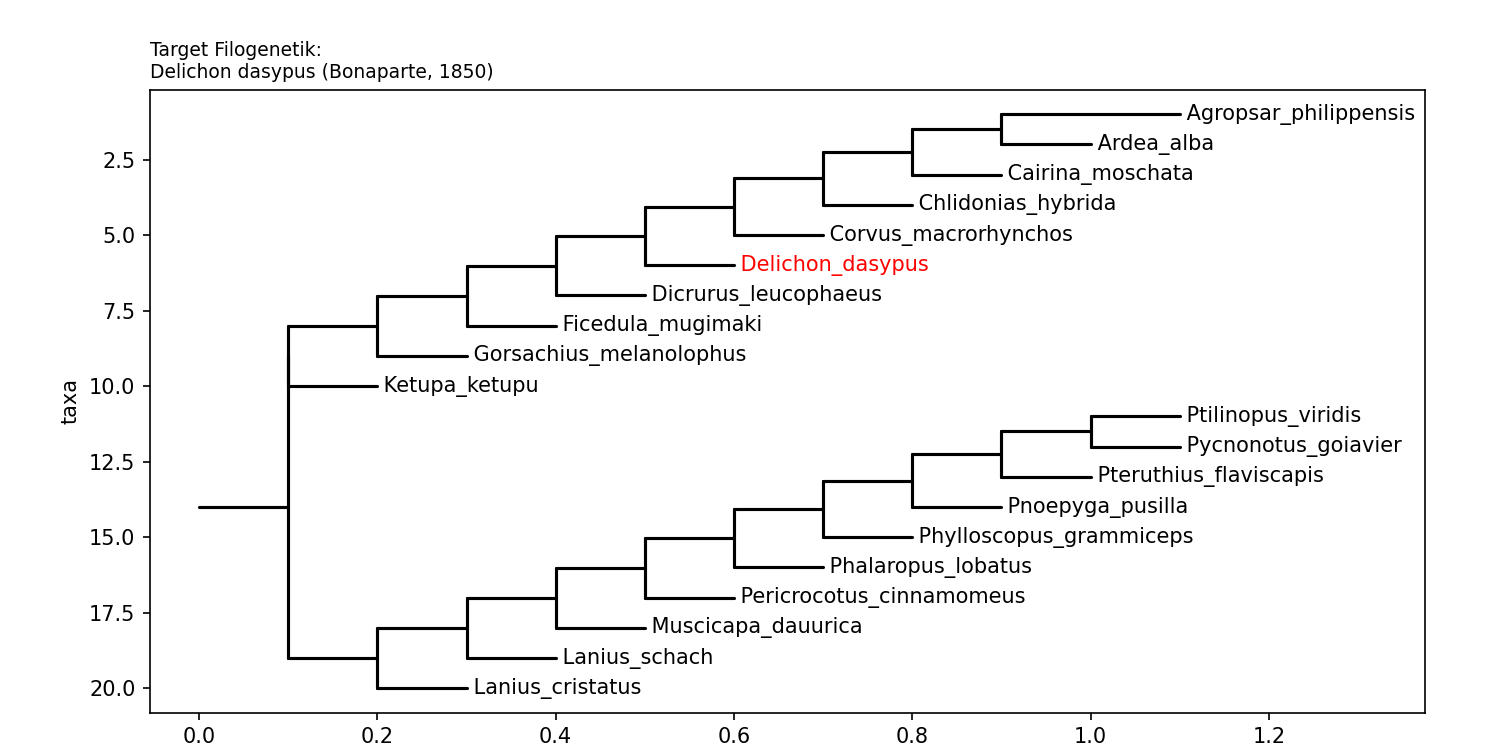 Target Filogenetik:
Delichon dasypus (Bonaparte, 1850)
Agropsar_philippensis
Ardea_alba
2.5
Cairina_moschata
Chlidonias_hybrida
5.0
Corvus_macrorhynchos
Delichon_dasypus
Dicrurus_leucophaeus
7.5
Ficedula_mugimaki
Gorsachius_melanolophus
10.0
Ketupa_ketupu
taxa
Ptilinopus_viridis
Pycnonotus_goiavier
12.5
Pteruthius_flaviscapis
Pnoepyga_pusilla
15.0
Phylloscopus_grammiceps
Phalaropus_lobatus
Pericrocotus_cinnamomeus
17.5
Muscicapa_dauurica
Lanius_schach
20.0
Lanius_cristatus
0.0 0.2 0.4 0.6 0.8 1.0 1.2